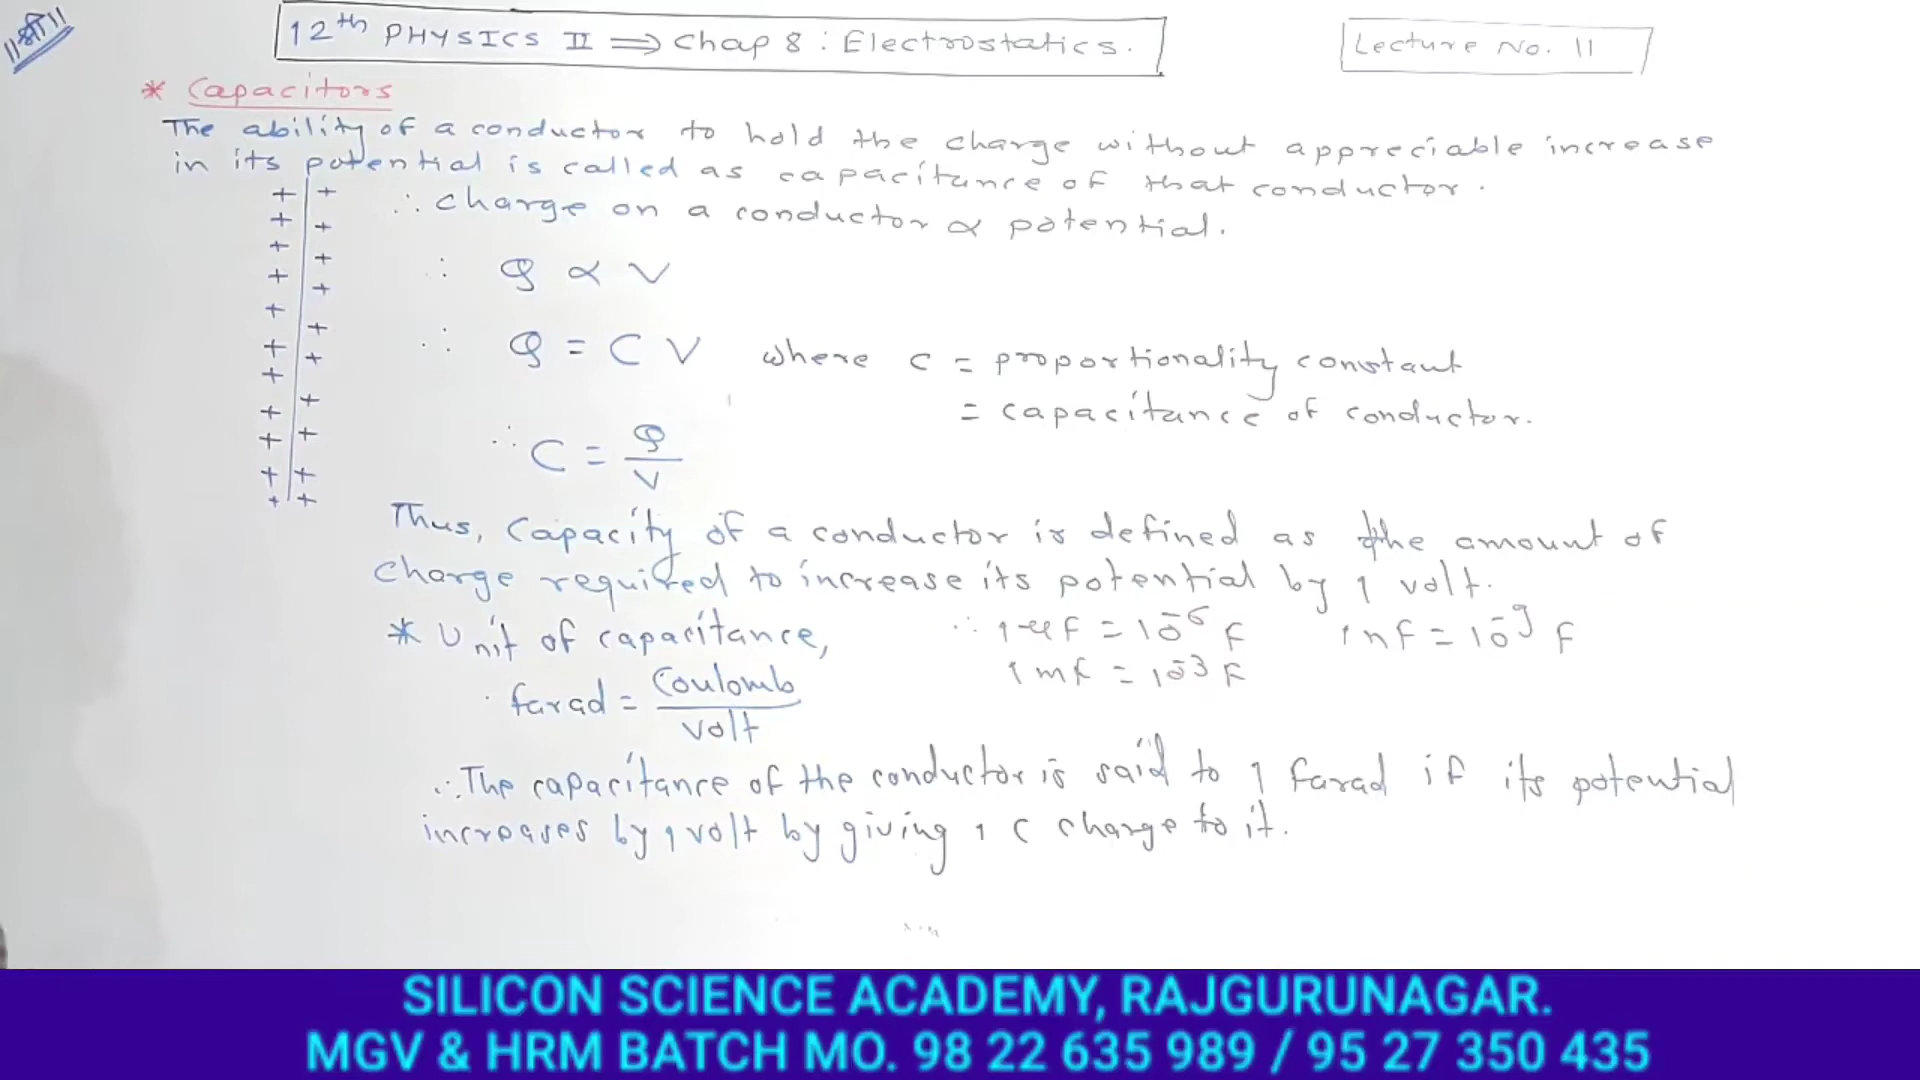 ॥श्री॥
12th PHYSICS II ⇒ Chap 8 : Electrostatics.
Lecture No. 11
* Capacitors
The ability of a conductor to hold the charge without appreciable increase
in its potential is called as capacitance of that conductor.
∴ charge on a conductor ∝ potential.
∴ Q ∝ V
∴ Q = C V where c = proportionality constant
= capacitance of conductor.
∴ C = Q/V
Thus, Capacity of a conductor is defined as the amount of
charge required to increase its potential by 1 volt.
* Unit of capacitance,
∴ 1 μF = 10⁻⁶ F 1 nF = 10⁻⁹ F
1 mF = 10⁻³ F
farad = Coulomb/volt
∴ The capacitance of the conductor is said to 1 farad if its potential
increases by 1 volt by giving 1 C charge to it.
SILICON SCIENCE ACADEMY, RAJGURUNAGAR.
MGV & HRM BATCH MO. 98 22 635 989 / 95 27 350 435